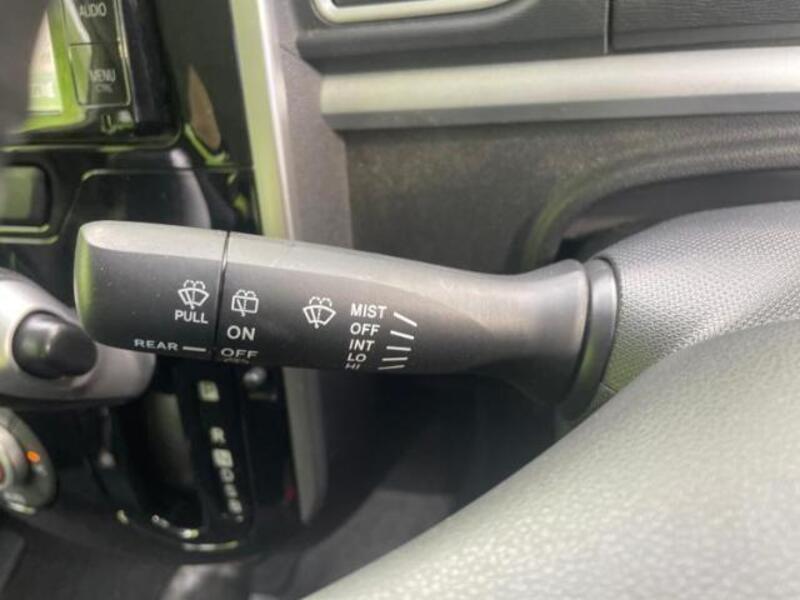 AUDIO
MENU
PULL
REAR
ON
OFF
MIST
OFF
INT
LO
HI
P
R
N
D